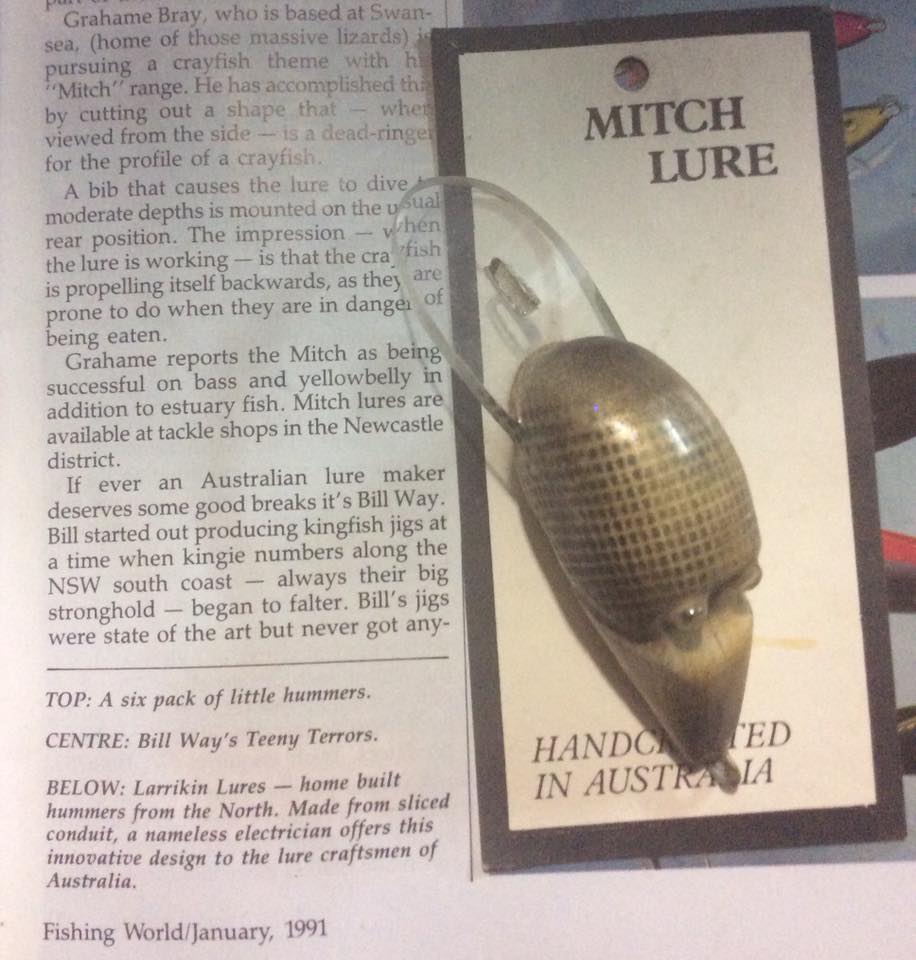 Grahame Bray, who is based at Swan-
sea, (home of those massive lizards) is
pursuing a crayfish theme with
"Mitch" range. He has accomplished this
by cutting out a shape that — when
viewed from the side — is a dead-ringer
for the profile of a crayfish.
A bib that causes the lure to dive
moderate depths is mounted on the usual
rear position. The impression — when
the lure is working — is that the crayfish
is propelling itself backwards, as they are
prone to do when they are in danger of
being eaten.
Grahame reports the Mitch as being
successful on bass and yellowbelly in
addition to estuary fish. Mitch lures are
available at tackle shops in the Newcastle
district.
If ever an Australian lure maker
deserves some good breaks it's Bill Way.
Bill started out producing kingfish jigs at
a time when kingie numbers along the
NSW south coast — always their big
stronghold — began to falter. Bill's jigs
were state of the art but never got any-
TOP: A six pack of little hummers.
CENTRE: Bill Way's Teeny Terrors.
BELOW: Larrikin Lures — home built
hummers from the North. Made from sliced
conduit, a nameless electrician offers this
innovative design to the lure craftsmen of
Australia.
Fishing World/January, 1991
MITCH
LURE
HANDCRAFTED
IN AUSTRALIA